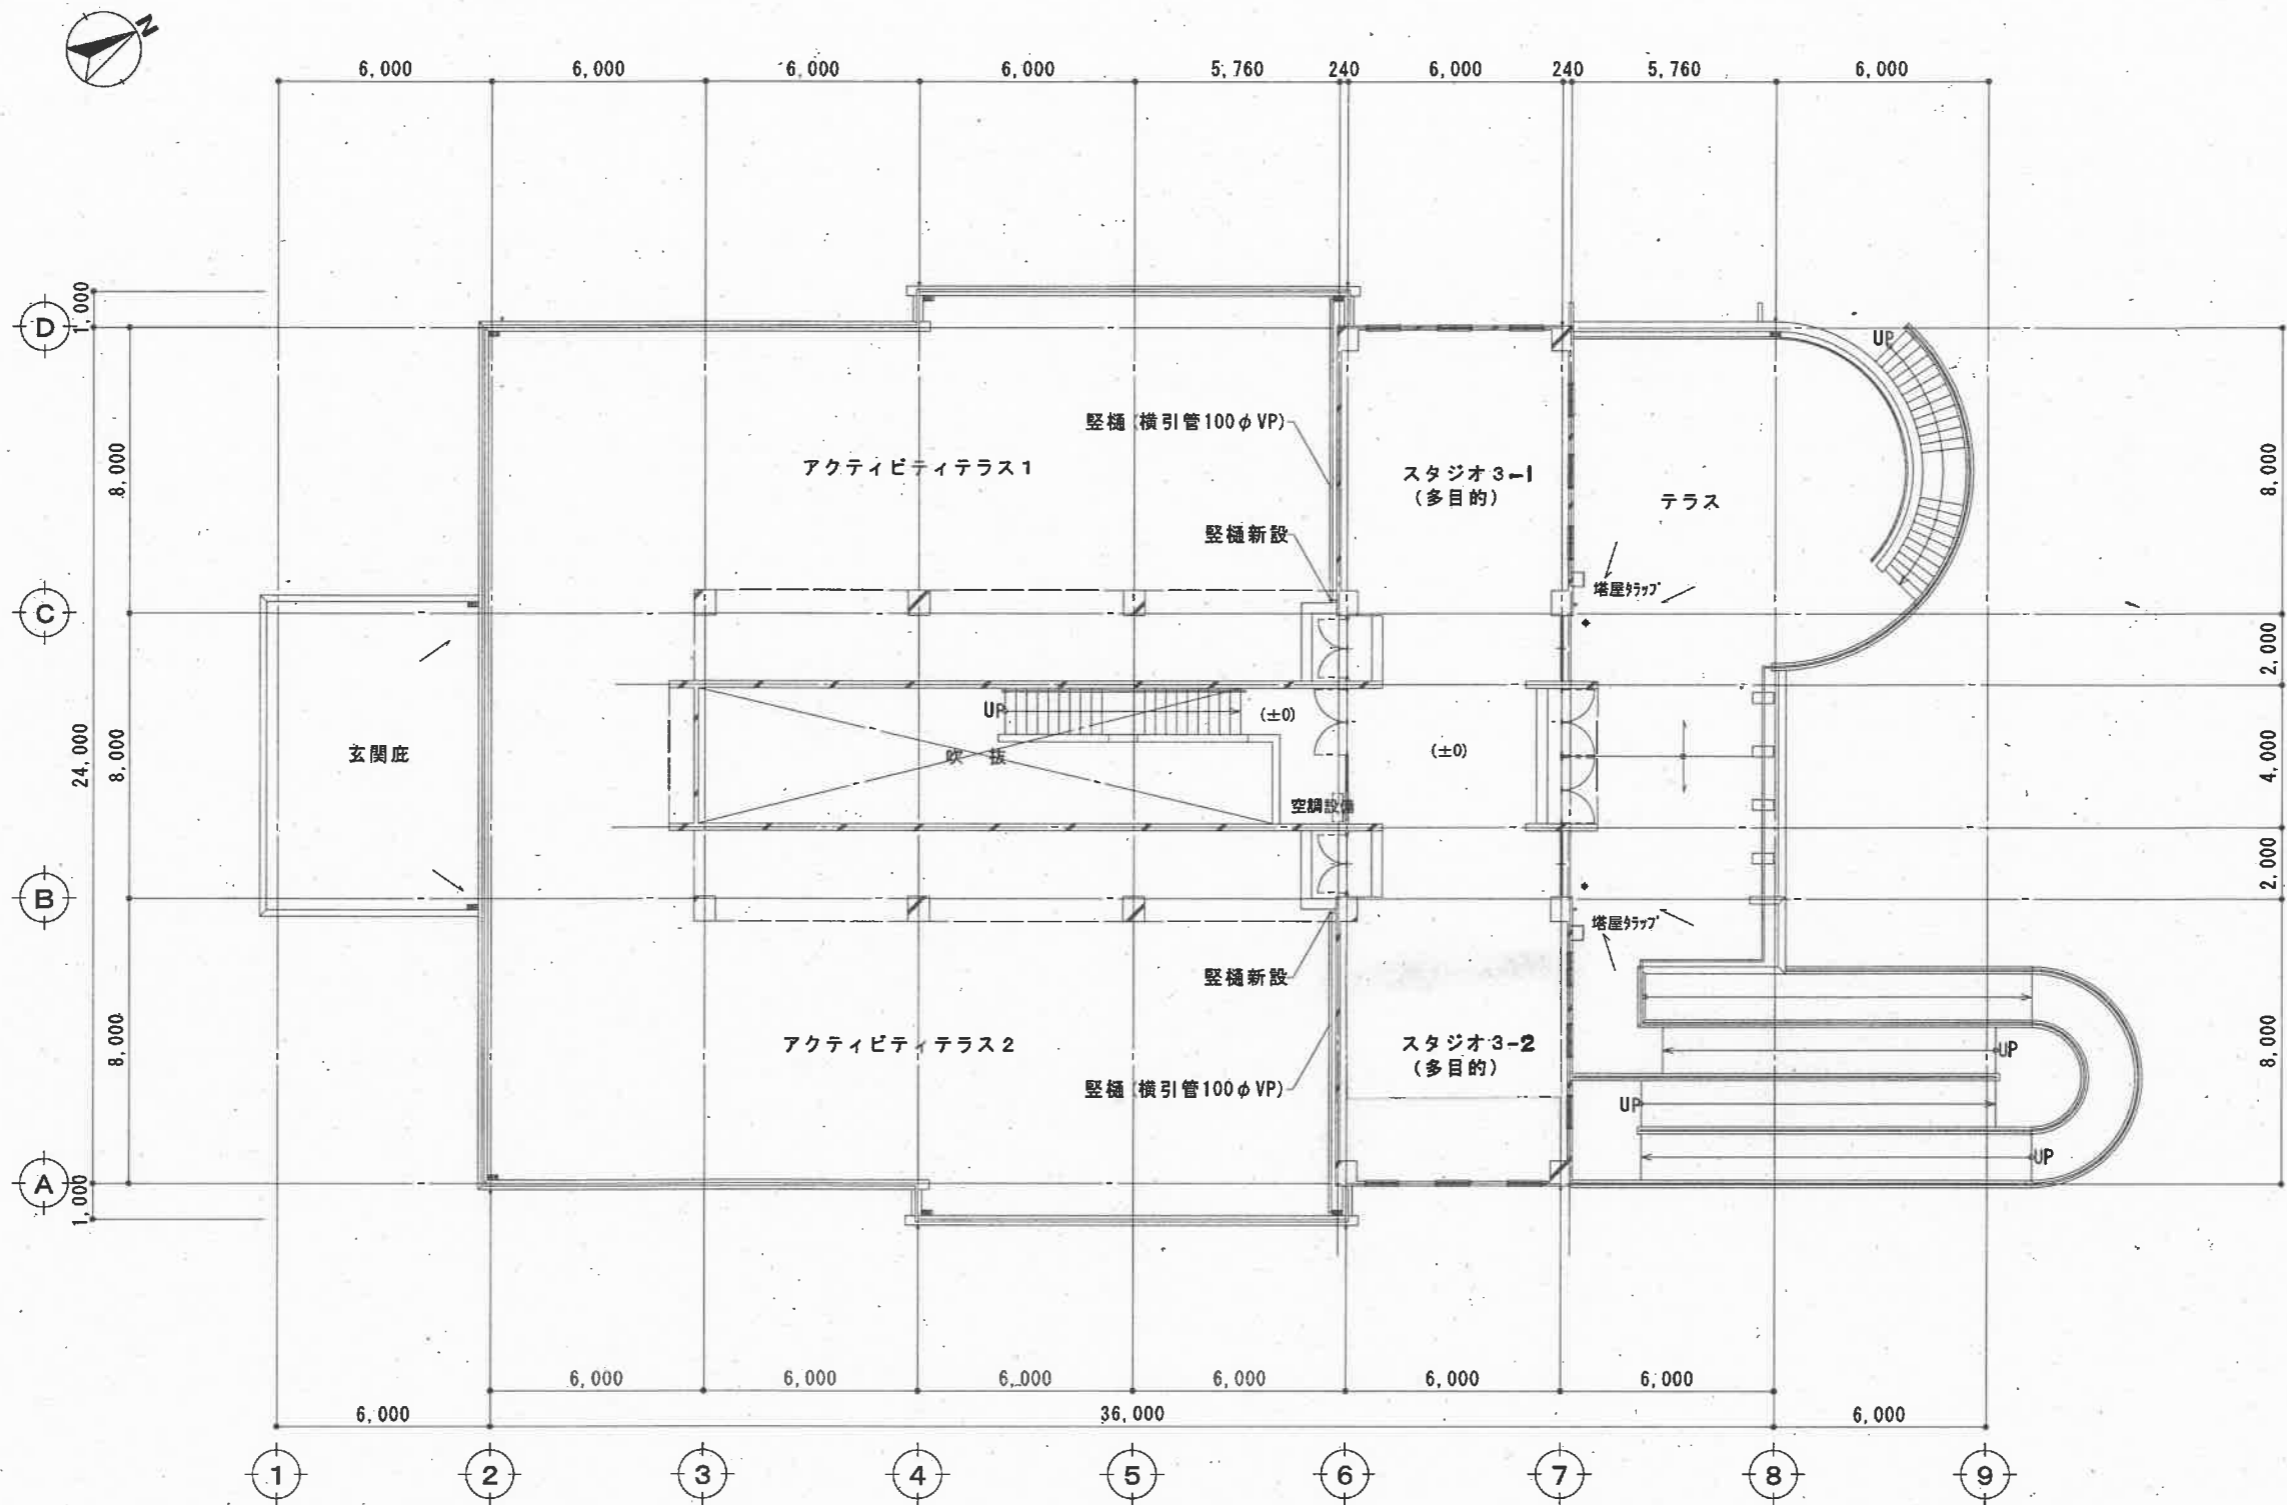 N
6,000
6,000
6,000
6,000
5,760
240
6,000
240
5,760
6,000
1,000
D
UP
8,000
8,000
竪樋(横引管100φVP)
アクティビティテラス1
スタジオ3-1
(多目的)
テラス
竪樋新設
塔屋タラップ
C
2,000
UP
(±0)
24,000
8,000
玄関庇
吹 抜
(±0)
4,000
空調設備
2,000
B
塔屋タラップ
竪樋新設
8,000
アクティビティテラス2
スタジオ3-2
(多目的)
UP
8,000
竪樋(横引管100φVP)
UP
UP
A
1,000
6,000
6,000
6,000
6,000
6,000
6,000
6,000
36,000
6,000
1
2
3
4
5
6
7
8
9